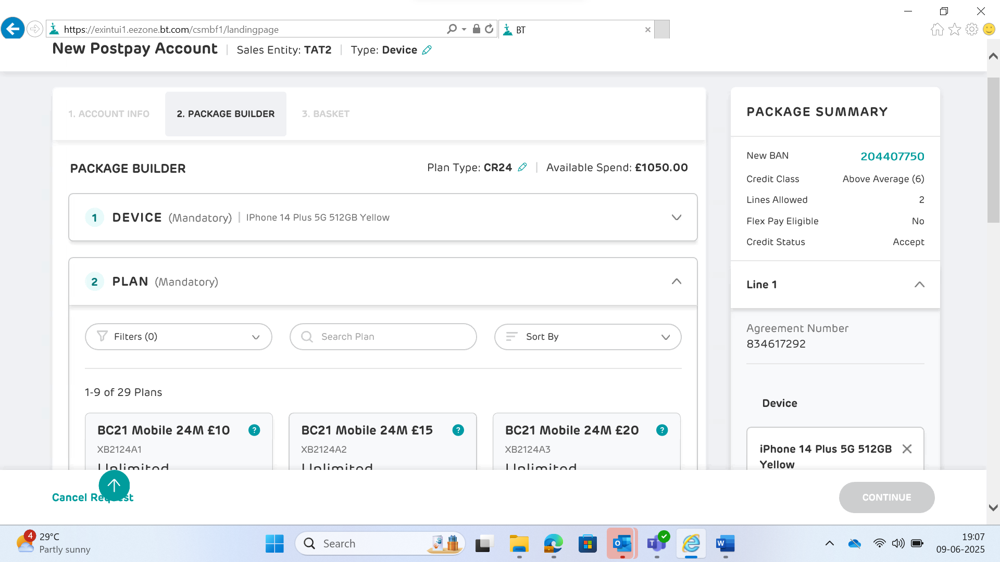 https://exintui1.eezone.bt.com/csmbf1/landingpage
BT
New Postpay Account | Sales Entity: TAT2 | Type: Device
1. ACCOUNT INFO
2. PACKAGE BUILDER
3. BASKET
PACKAGE BUILDER
Plan Type: CR24 | Available Spend: £1050.00
1 DEVICE (Mandatory) | IPhone 14 Plus 5G 512GB Yellow
2 PLAN (Mandatory)
Filters (0)
Search Plan
Sort By
1-9 of 29 Plans
BC21 Mobile 24M £10 ?
XB2124A1
Unlimited
BC21 Mobile 24M £15 ?
XB2124A2
Unlimited
BC21 Mobile 24M £20 ?
XB2124A3
Unlimited
PACKAGE SUMMARY
New BAN 204407750
Credit Class Above Average (6)
Lines Allowed 2
Flex Pay Eligible No
Credit Status Accept
Line 1
Agreement Number
834617292
Device
iPhone 14 Plus 5G 512GB
Yellow
Cancel Request
CONTINUE
4
29°C
Partly sunny
Search
19:07
09-06-2025